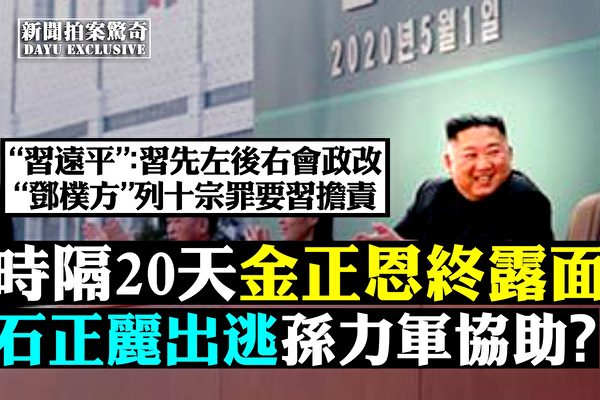 新聞拍案驚奇
DAYU EXCLUSIVE
2020年5月1日
“習遠平”:習先左後右會政改
“鄧樸方”列十宗罪要習擔責
時隔20天金正恩終露面
石正麗出逃孫力軍協助?